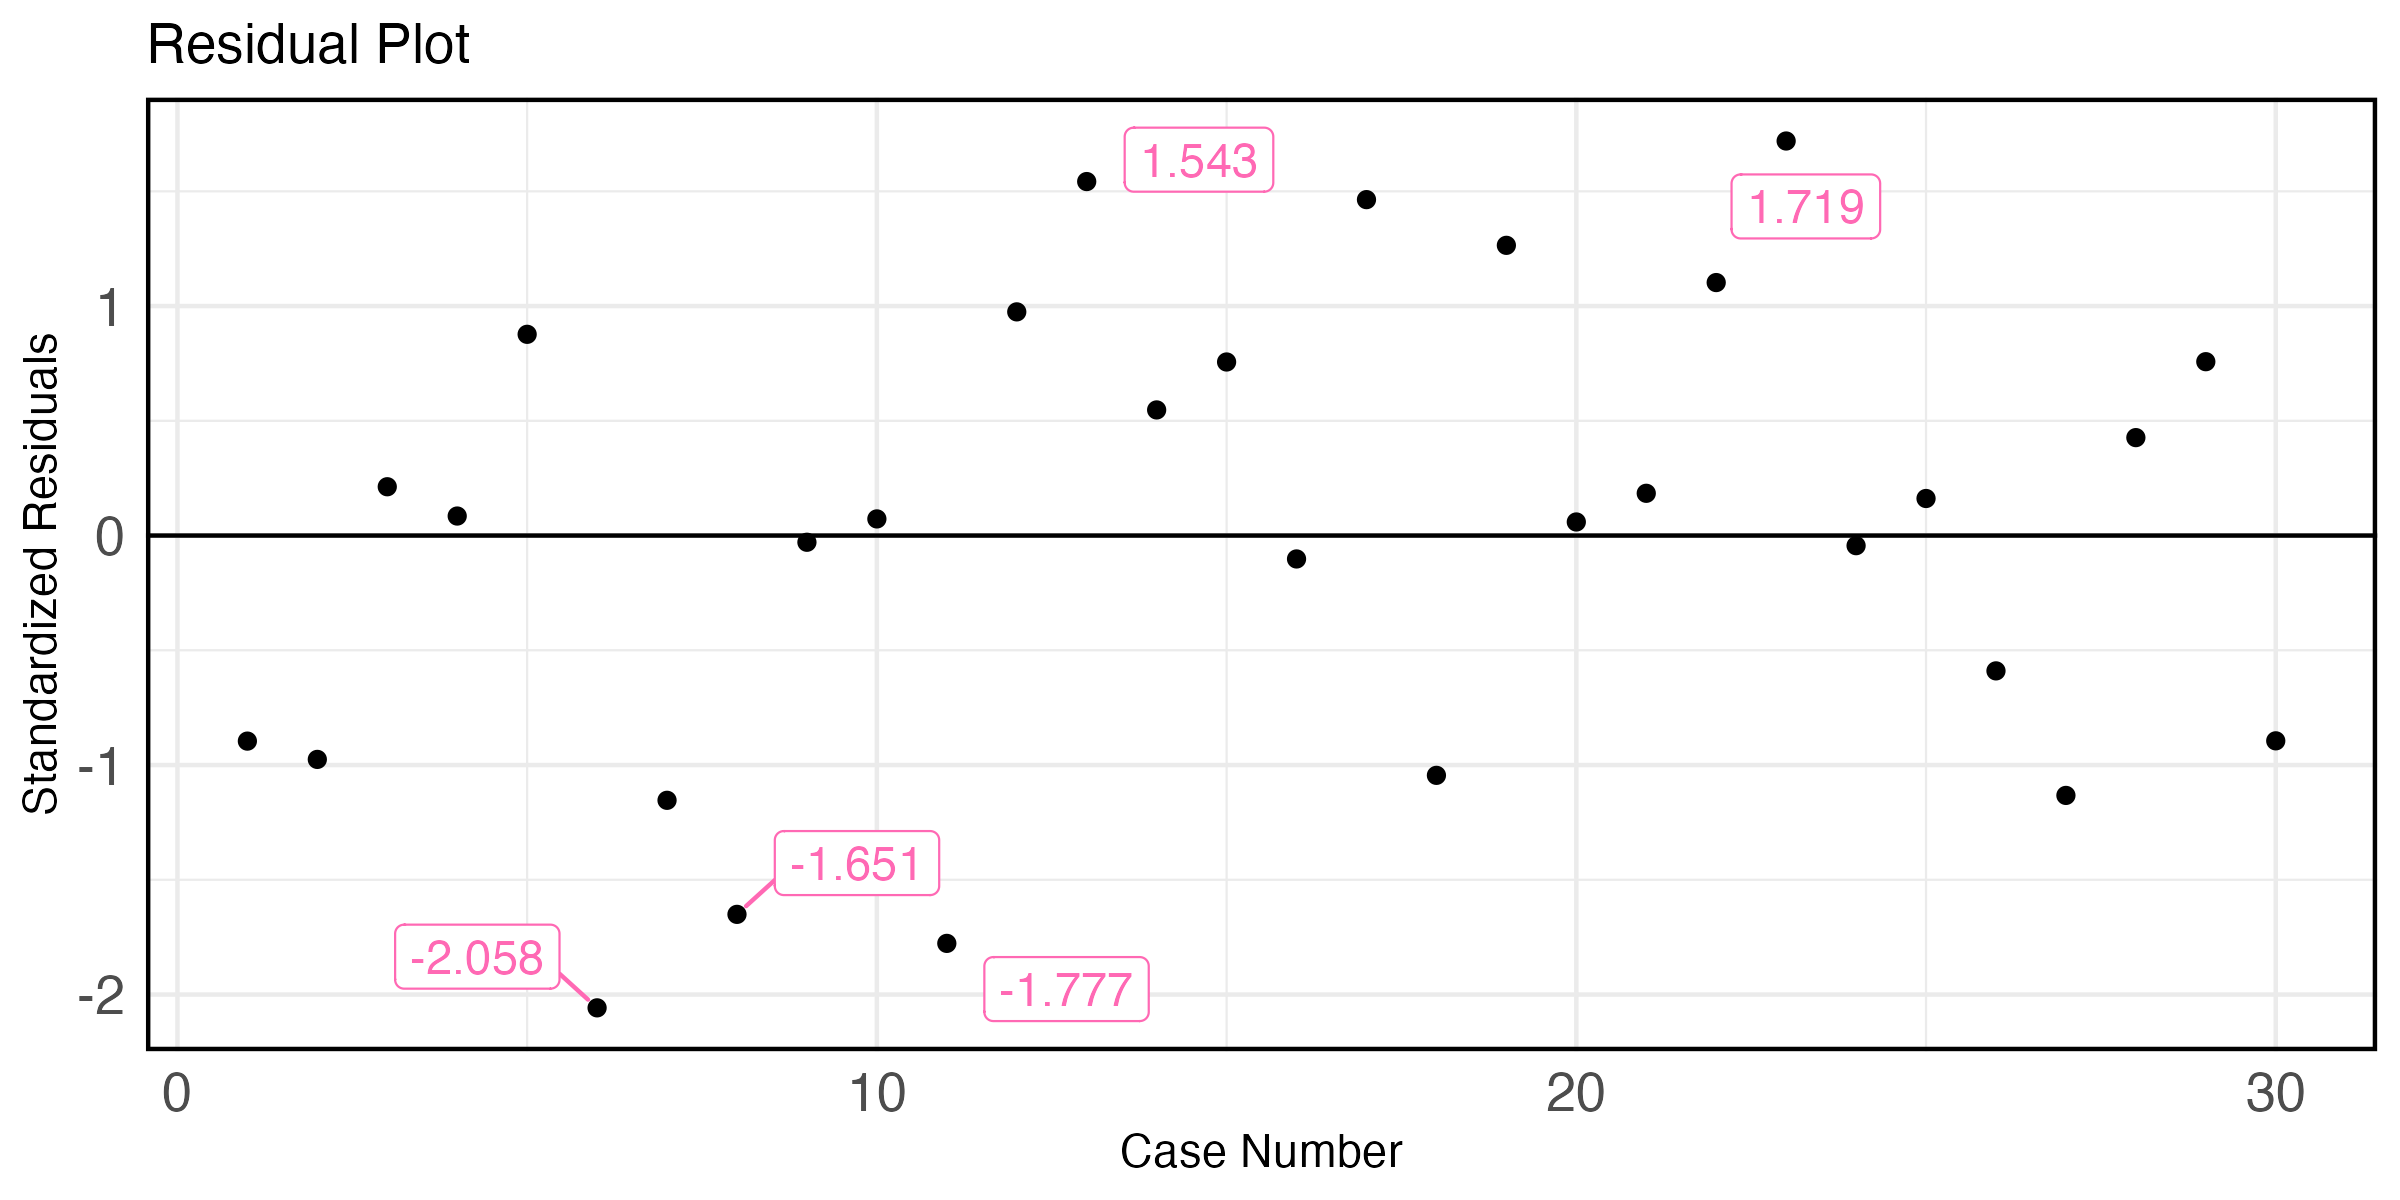 Residual Plot
1.543
1.719
1
0
-1
-2
Standardized Residuals
-1.651
-2.058
-1.777
0 10 20 30
Case Number